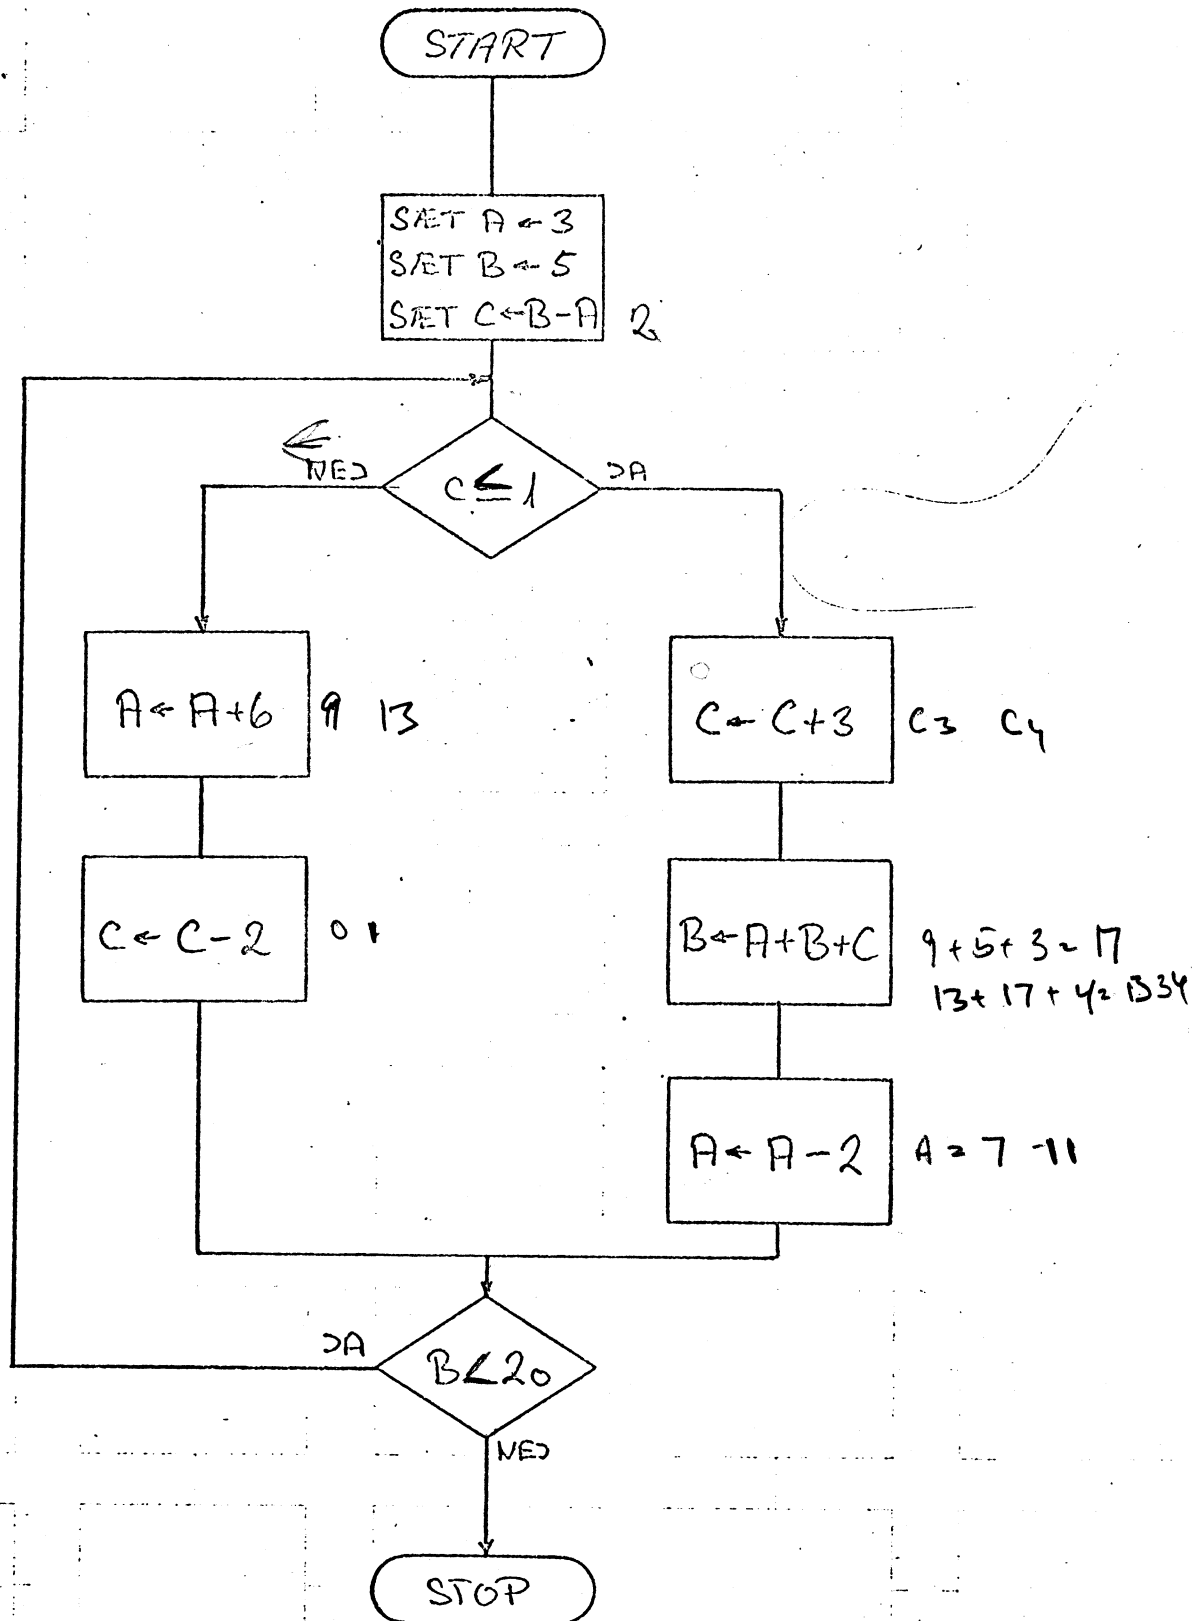 START
SÆT A ← 3
SÆT B ← 5
SÆT C ← B - A 2
C ≤ 1
NEJ
JA
A ← A + 6 9 13
C ← C + 3 C3 C4
C ← C - 2 0 1
B ← A + B + C 9 + 5 + 3 = 17
13 + 17 + 4 = 34
A ← A - 2 A = 7 - 11
JA
B < 20
NEJ
STOP